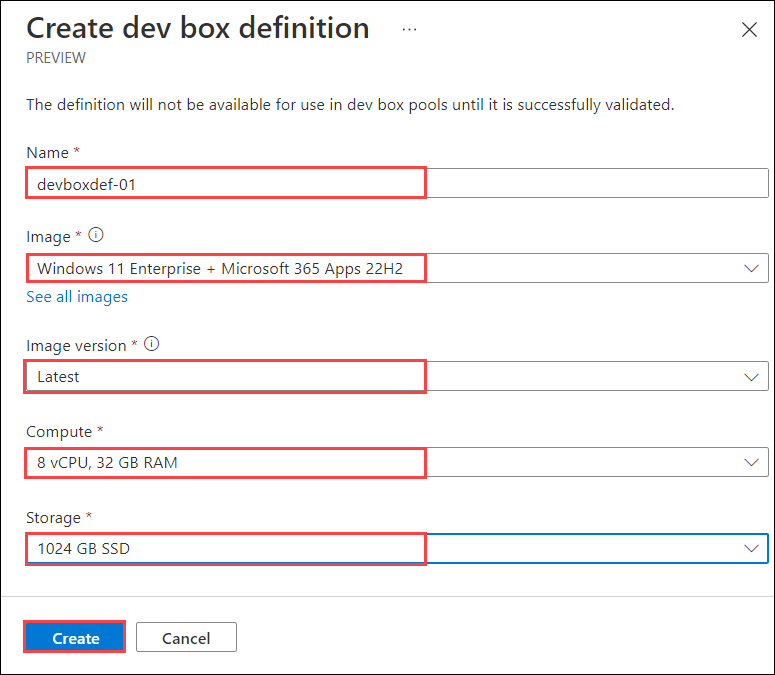 Create dev box definition ...
PREVIEW
The definition will not be available for use in dev box pools until it is successfully validated.
Name *
devboxdef-01
Image *
Windows 11 Enterprise + Microsoft 365 Apps 22H2
See all images
Image version *
Latest
Compute *
8 vCPU, 32 GB RAM
Storage *
1024 GB SSD
Create Cancel